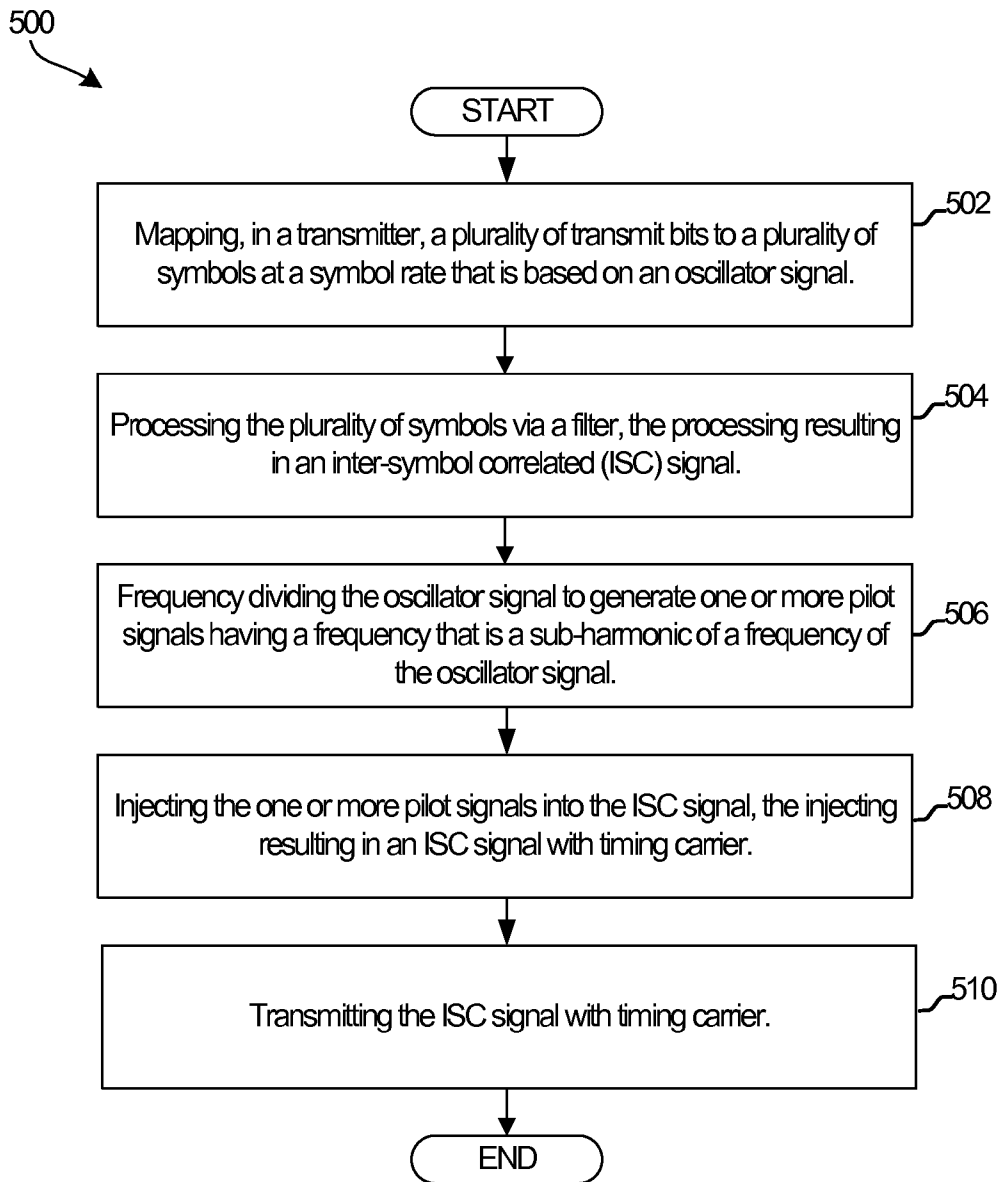 500
START
502
Mapping, in a transmitter, a plurality of transmit bits to a plurality of
symbols at a symbol rate that is based on an oscillator signal.
504
Processing the plurality of symbols via a filter, the processing resulting
in an inter-symbol correlated (ISC) signal.
506
Frequency dividing the oscillator signal to generate one or more pilot
signals having a frequency that is a sub-harmonic of a frequency of
the oscillator signal.
508
Injecting the one or more pilot signals into the ISC signal, the injecting
resulting in an ISC signal with timing carrier.
510
Transmitting the ISC signal with timing carrier.
END